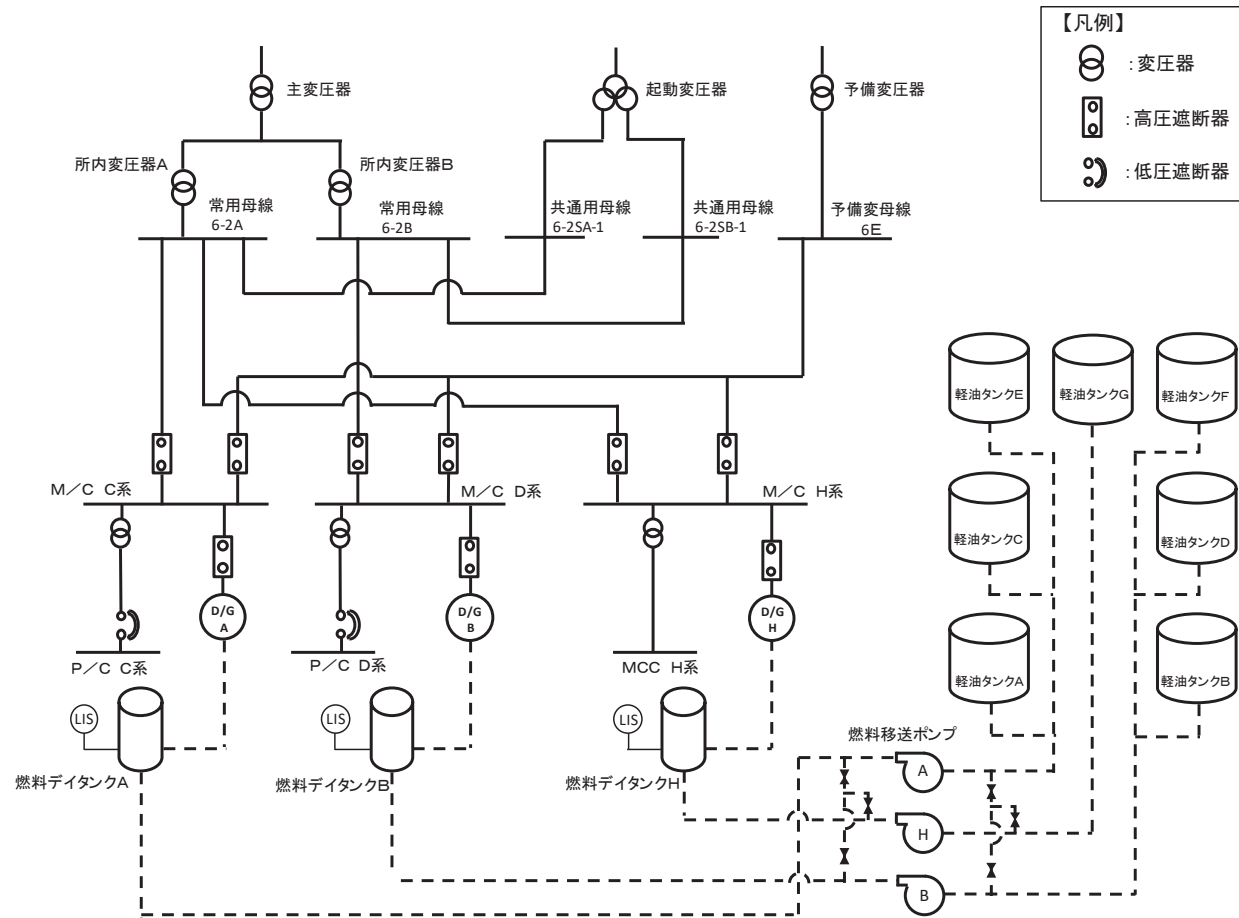 【凡例】
：変圧器
：高圧遮断器
：低圧遮断器
主変圧器
起動変圧器
予備変圧器
所内変圧器A
所内変圧器B
常用母線
6-2A
常用母線
6-2B
共通用母線
6-2SA-1
共通用母線
6-2SB-1
予備変母線
6E
軽油タンクE
軽油タンクG
軽油タンクF
M／C C系
M／C D系
M／C H系
軽油タンクC
軽油タンクD
D/G
A
D/G
B
D/G
H
P／C C系
P／C D系
MCC H系
軽油タンクA
軽油タンクB
LIS
LIS
LIS
燃料移送ポンプ
燃料デイタンクA
燃料デイタンクB
燃料デイタンクH
A
H
B